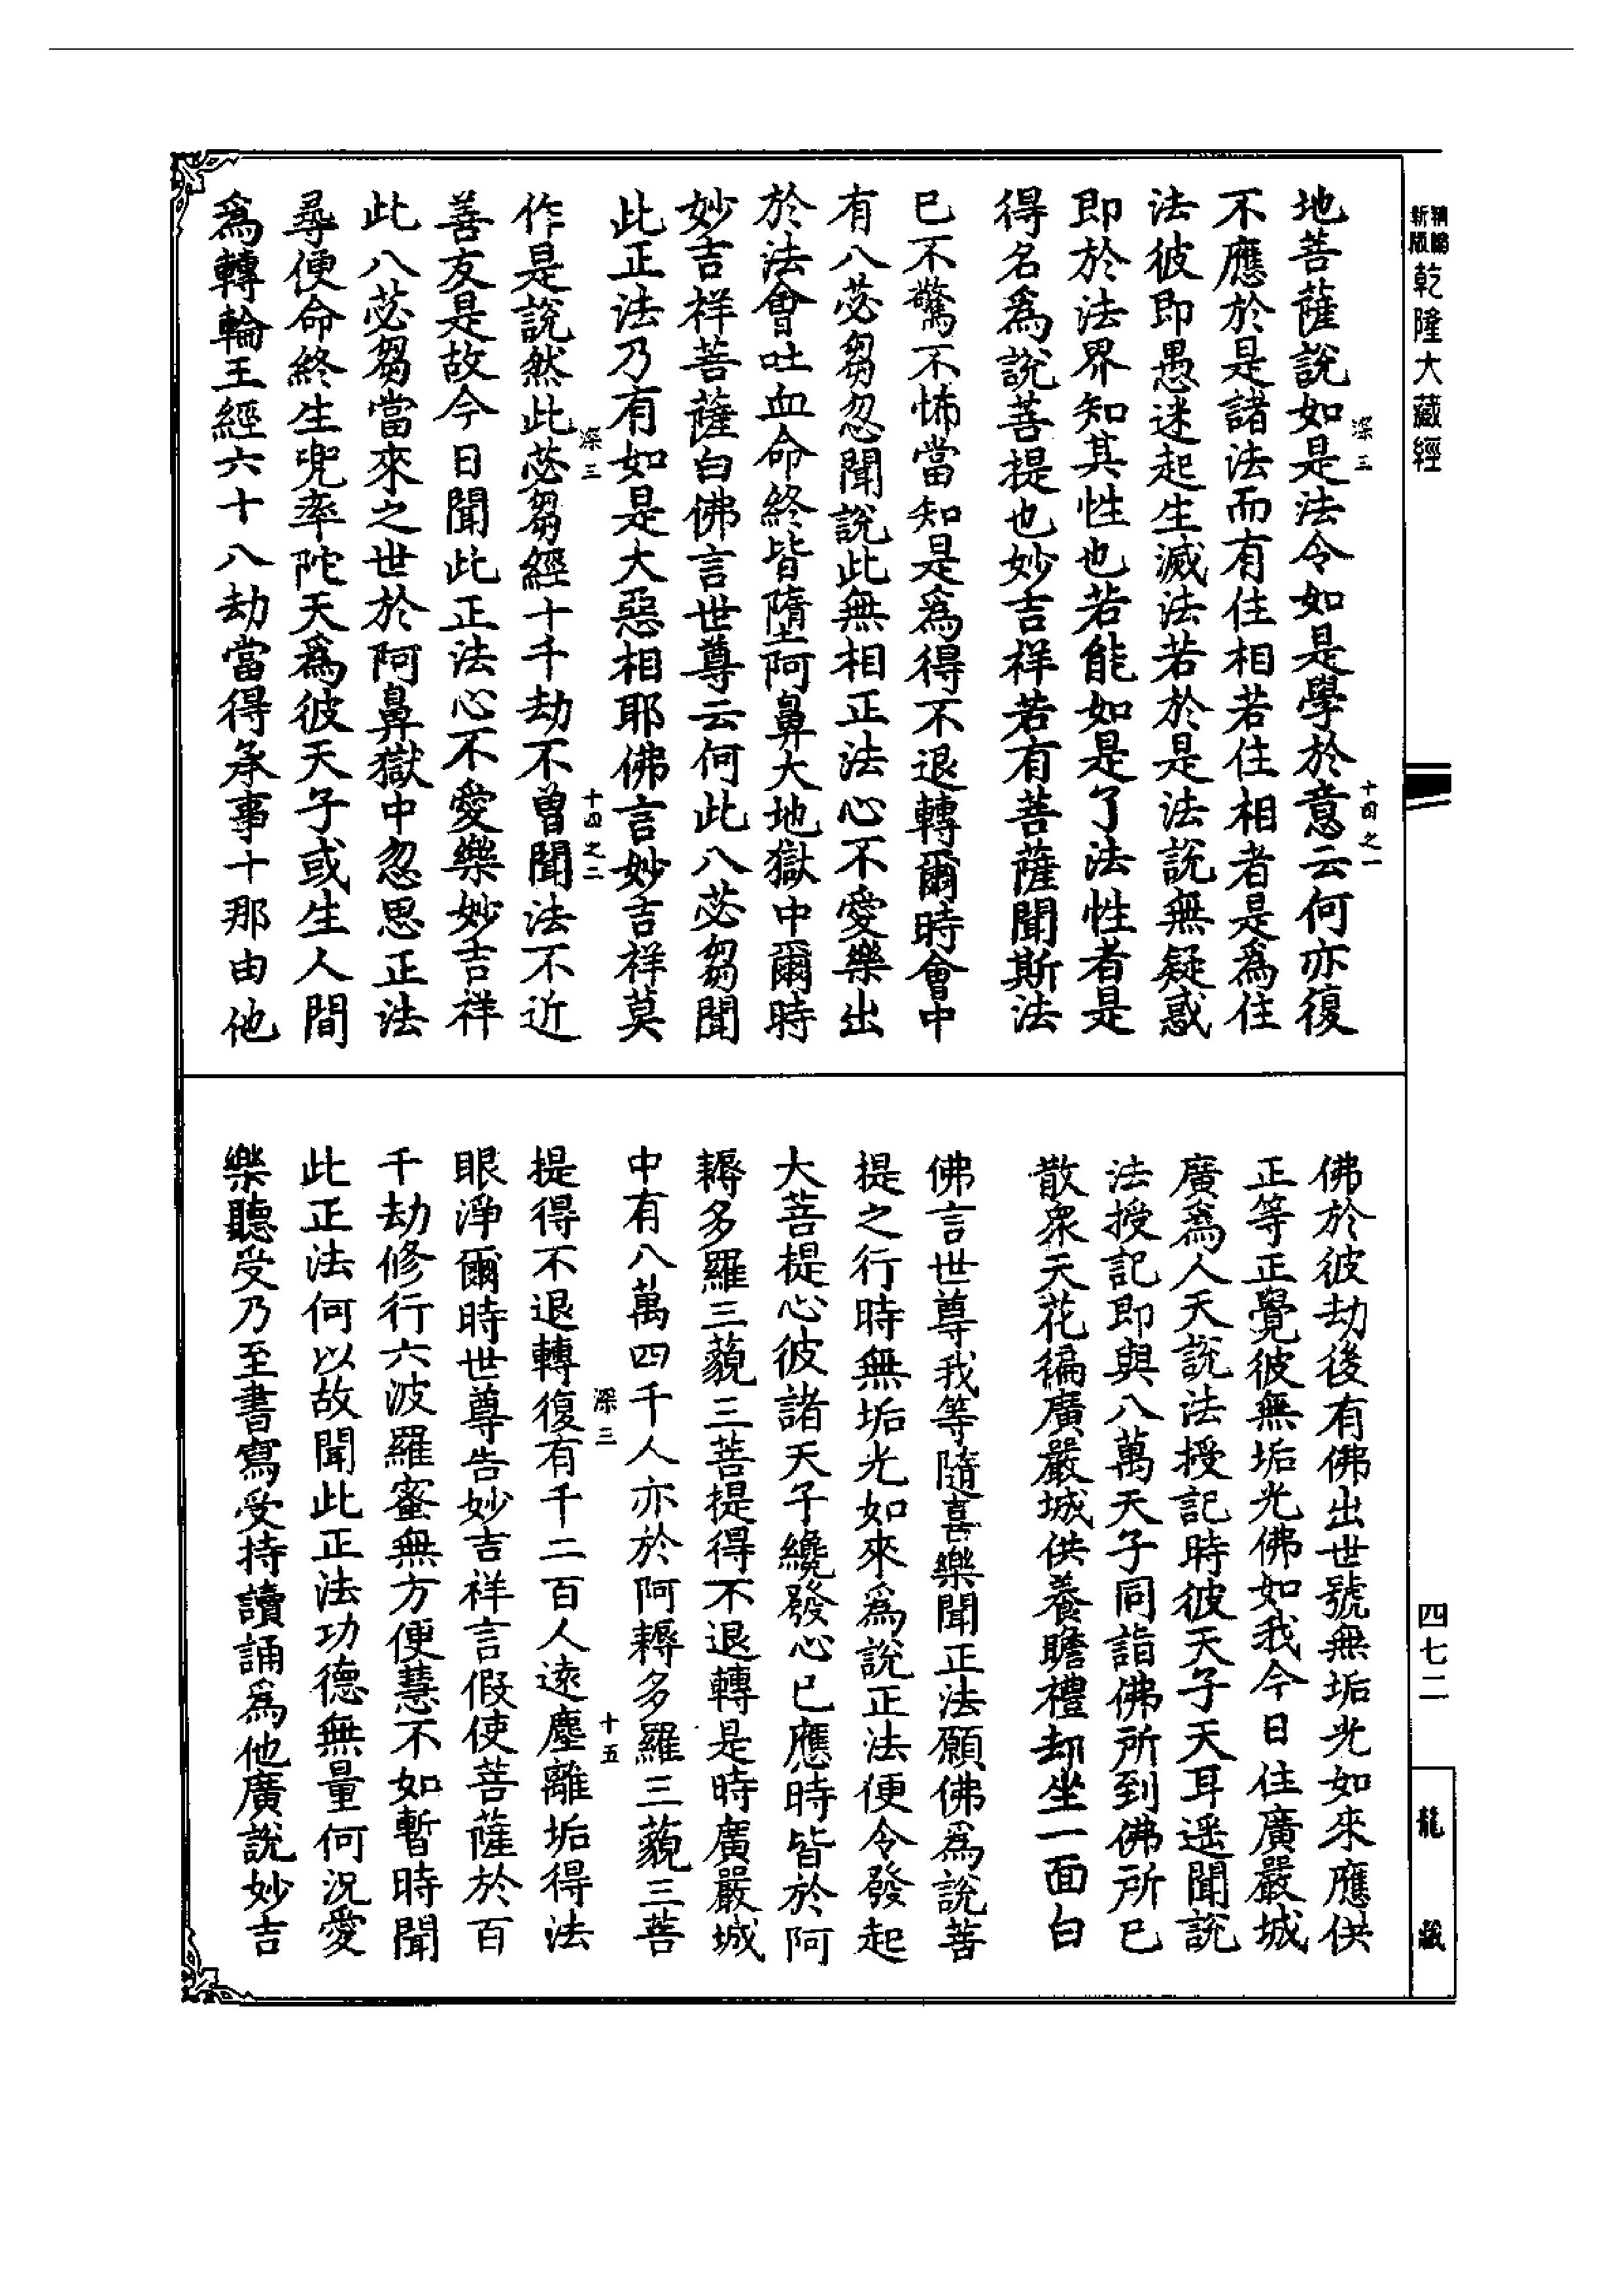 新版精縮乾隆大藏經
地菩薩說如是法令如是學於意云何亦復
不應於是諸法而有住相若住相者是為住
法彼即愚迷起生滅法若於是法說無疑惑
即於法界知其性也若能如是了法性者是
得名為說菩提也妙吉祥若有菩薩聞斯法
已不驚不怖當知是為得不退轉爾時會中
有八苾芻忽聞說此無相正法心不愛樂出
於法會吐血命終皆墮阿鼻大地獄中爾時
妙吉祥菩薩白佛言世尊云何此八苾芻聞
此正法乃有如是大惡相耶佛言妙吉祥莫
作是說然此苾芻經十千劫不曾聞法不近
善友是故今日聞此正法心不愛樂妙吉祥
此八苾芻當來之世於阿鼻獄中忽思正法
尋便命終生兜率陀天為彼天子或生人間
為轉輪王經六十八劫當得承事十那由他
深三
十四之一
深三
十四之二
佛於彼劫後有佛出世號無垢光如來應供
正等正覺彼無垢光佛如我今日住廣嚴城
廣為人天說法授記時彼天子天耳遥聞說
法授記即與八萬天子同詣佛所到佛所已
散眾天花徧廣嚴城供養瞻禮却坐一面白
佛言世尊我等隨喜樂聞正法願佛為說菩
提之行時無垢光如來為說正法便令發起
大菩提心彼諸天子纔發心已應時皆於阿
耨多羅三藐三菩提得不退轉是時廣嚴城
中有八萬四千人亦於阿耨多羅三藐三菩
提得不退轉復有千二百人逺塵離垢得法
眼淨爾時世尊告妙吉祥言假使菩薩於百
千劫修行六波羅蜜無方便慧不如暫時聞
此正法何以故聞此正法功德無量何況愛
樂聽受乃至書寫受持讀誦為他廣說妙吉
深三
十五
四七二
龍藏